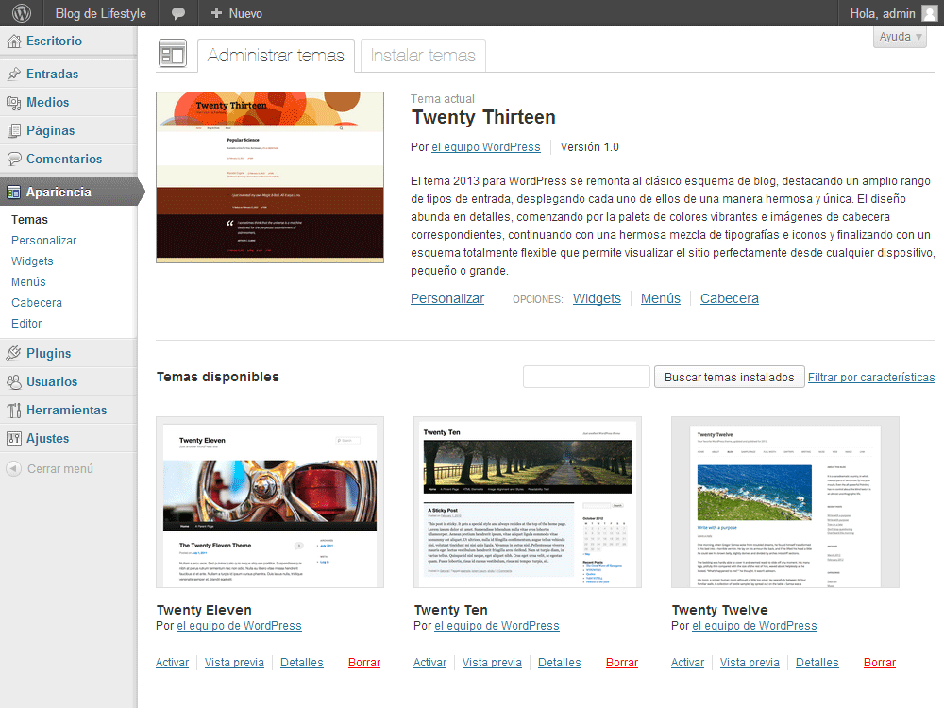 Blog de Lifestyle
Nuevo
Hola, admin
Ayuda
Escritorio
Entradas
Medios
Páginas
Comentarios
Apariencia
Temas
Personalizar
Widgets
Menús
Cabecera
Editor
Plugins
Usuarios
Herramientas
Ajustes
Cerrar menú
Administrar temas
Instalar temas
Twenty Thirteen
Popular Science
Tema actual
Twenty Thirteen
Por el equipo WordPress
Versión 1.0
El tema 2013 para WordPress se remonta al clásico esquema de blog, destacando un amplio rango
de tipos de entrada, desplegando cada uno de ellos de una manera hermosa y única. El diseño
abunda en detalles, comenzando por la paleta de colores vibrantes e imágenes de cabecera
correspondientes, continuando con una hermosa mezcla de tipografías e iconos y finalizando con un
esquema totalmente flexible que permite visualizar el sitio perfectamente desde cualquier dispositivo,
pequeño o grande.
Personalizar OPCIONES: Widgets Menús Cabecera
Temas disponibles
Buscar temas instalados
Filtrar por características
Twenty Eleven
The Twenty Eleven Theme
Twenty Eleven
Por el equipo de WordPress
Activar Vista previa Detalles Borrar
Twenty Ten
A Sticky Post
Twenty Ten
Por el equipo de WordPress
Activar Vista previa Detalles Borrar
TwentyTwelve
Write with a purpose
Twenty Twelve
Por el equipo de WordPress
Activar Vista previa Detalles Borrar